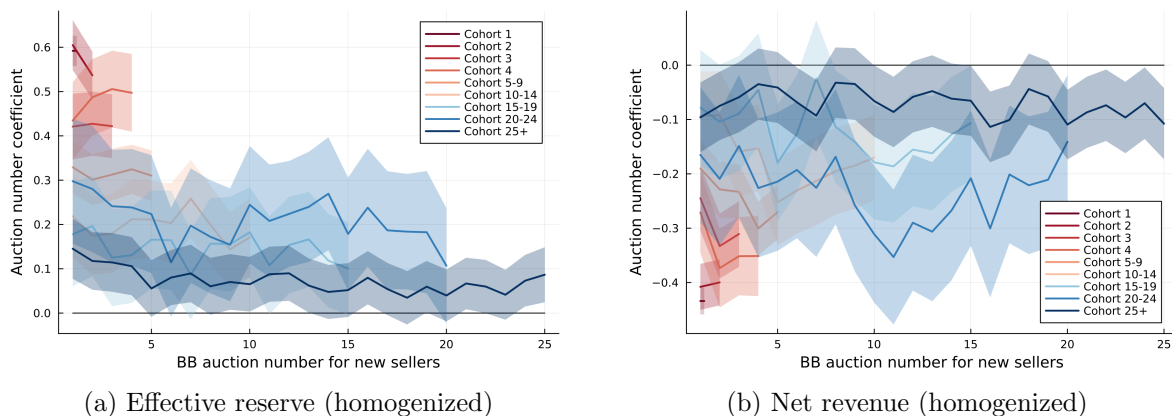 0.6
0.5
0.4
0.3
0.2
0.1
0.0
Auction number coefficient
Cohort 1
Cohort 2
Cohort 3
Cohort 4
Cohort 5-9
Cohort 10-14
Cohort 15-19
Cohort 20-24
Cohort 25+
5
10
15
20
25
BB auction number for new sellers
(a) Effective reserve (homogenized)
0.0
−0.1
−0.2
−0.3
−0.4
Auction number coefficient
Cohort 1
Cohort 2
Cohort 3
Cohort 4
Cohort 5-9
Cohort 10-14
Cohort 15-19
Cohort 20-24
Cohort 25+
5
10
15
20
25
BB auction number for new sellers
(b) Net revenue (homogenized)